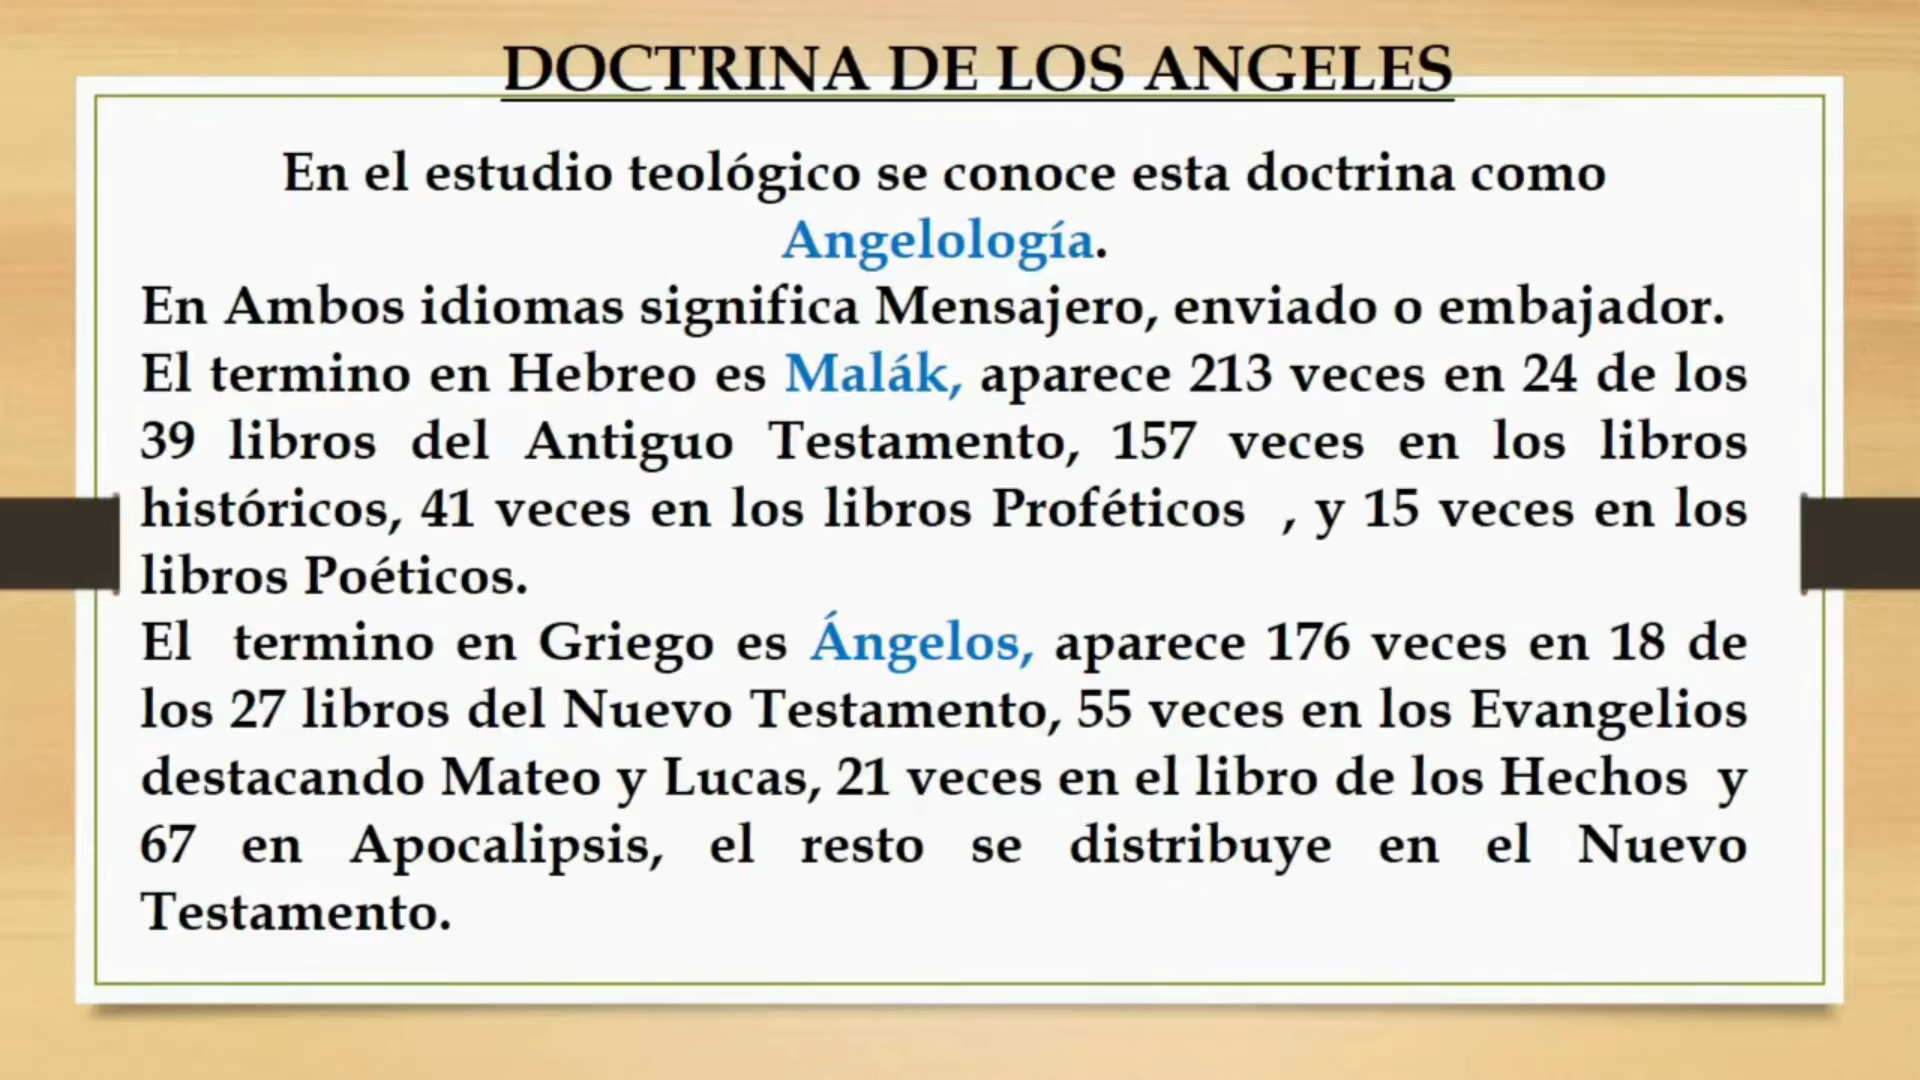 DOCTRINA DE LOS ANGELES
En el estudio teológico se conoce esta doctrina como
Angelología.
En Ambos idiomas significa Mensajero, enviado o embajador.
El termino en Hebreo es Malák, aparece 213 veces en 24 de los
39 libros del Antiguo Testamento, 157 veces en los libros
históricos, 41 veces en los libros Proféticos , y 15 veces en los
libros Poéticos.
El termino en Griego es Ángelos, aparece 176 veces en 18 de
los 27 libros del Nuevo Testamento, 55 veces en los Evangelios
destacando Mateo y Lucas, 21 veces en el libro de los Hechos y
67 en Apocalipsis, el resto se distribuye en el Nuevo
Testamento.